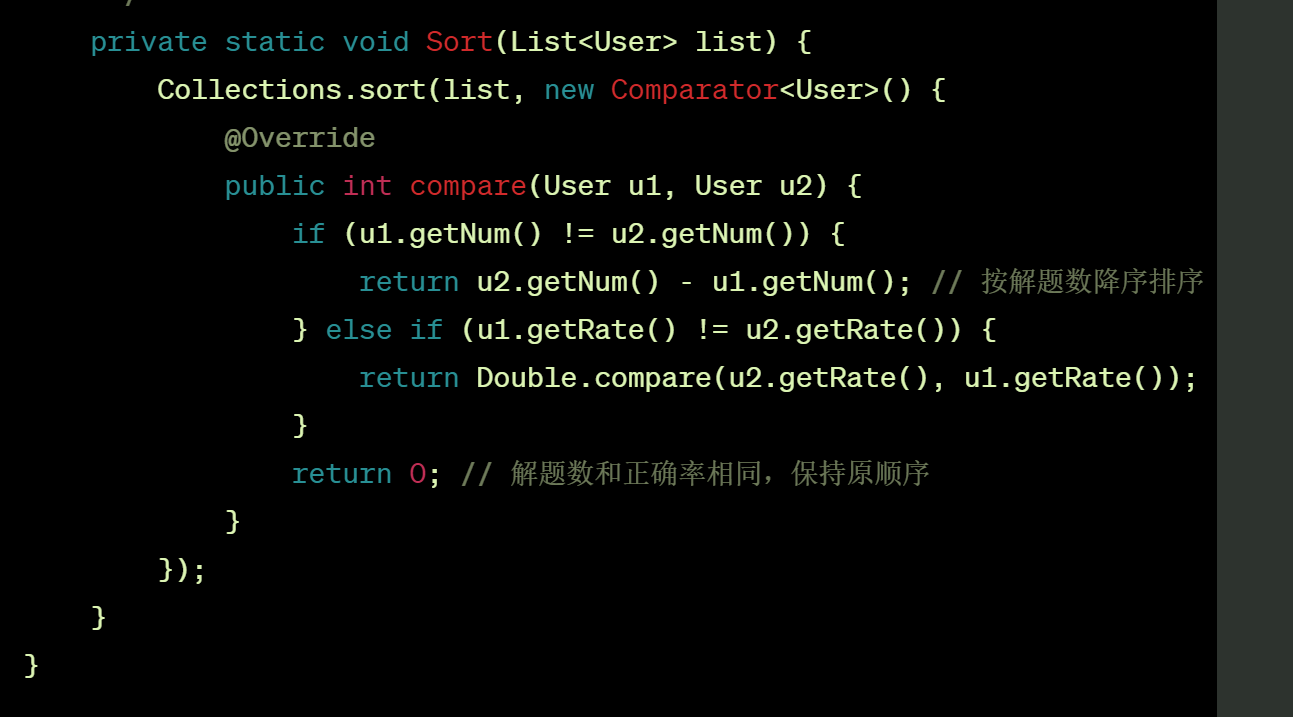 private static void Sort(List<User> list) {
Collections.sort(list, new Comparator<User>() {
@Override
public int compare(User u1, User u2) {
if (u1.getNum() != u2.getNum()) {
return u2.getNum() - u1.getNum(); // 按解题数降序排序
} else if (u1.getRate() != u2.getRate()) {
return Double.compare(u2.getRate(), u1.getRate());
}
return 0; // 解题数和正确率相同，保持原顺序
}
});
}
}